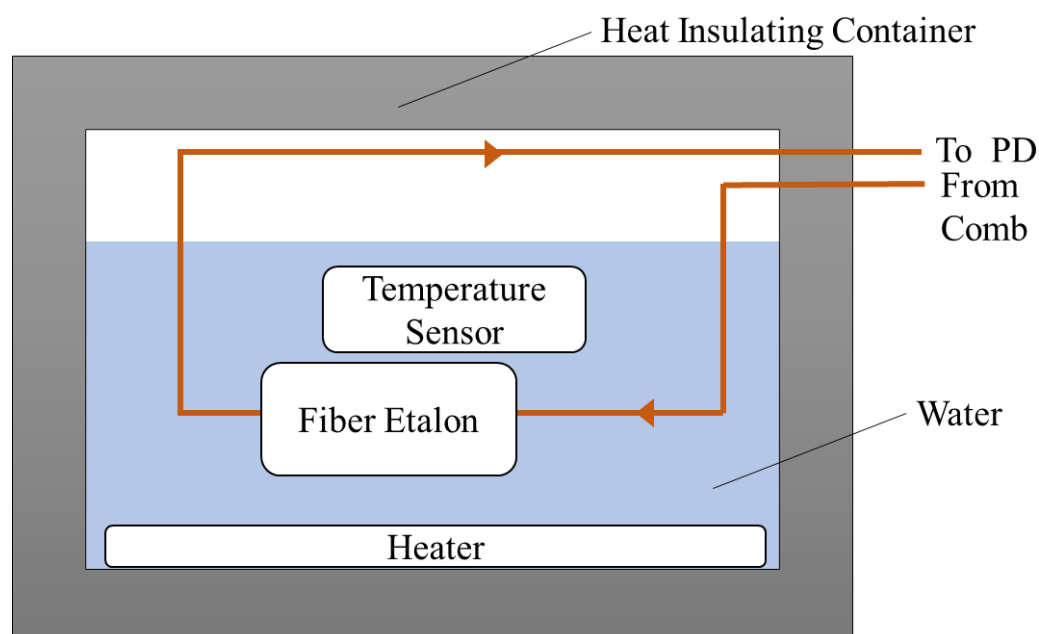 Heat Insulating Container
To PD
From
Comb
Temperature
Sensor
Fiber Etalon
Water
Heater